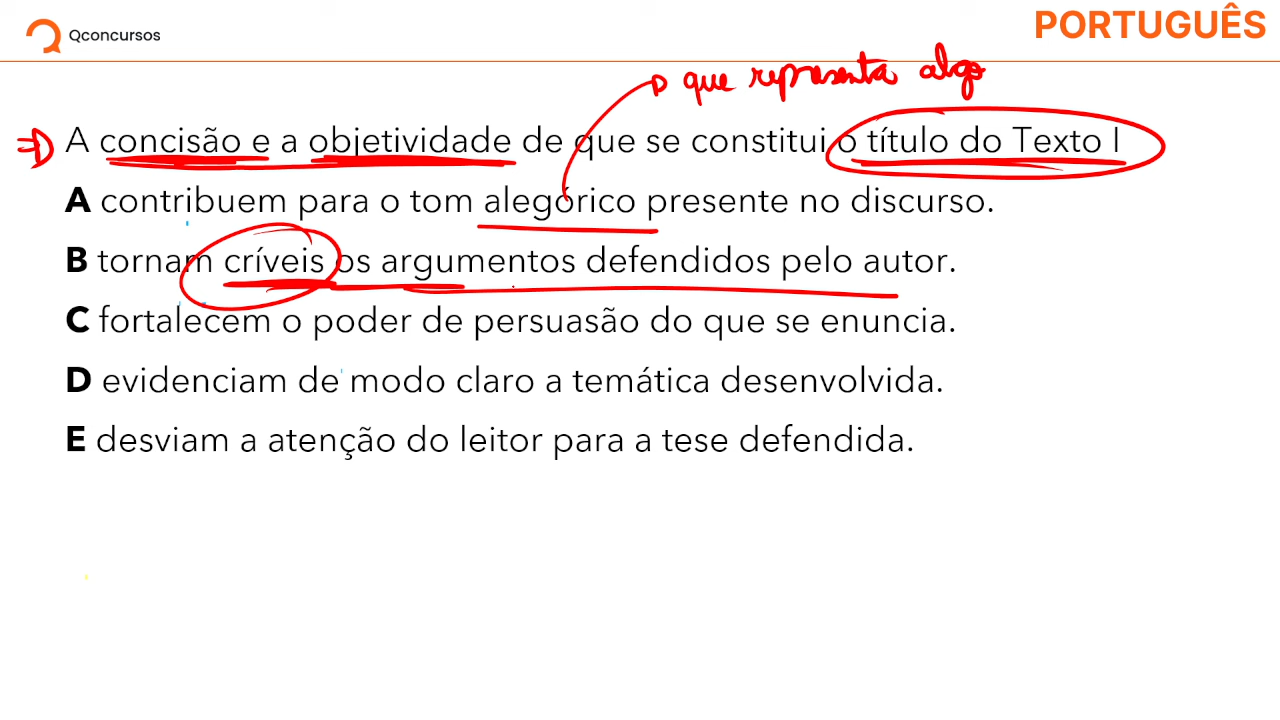 Qconcursos
PORTUGUÊS
o que representa algo
A concisão e a objetividade de que se constitui o título do Texto I
A contribuem para o tom alegórico presente no discurso.
B tornam críveis os argumentos defendidos pelo autor.
C fortalecem o poder de persuasão do que se enuncia.
D evidenciam de modo claro a temática desenvolvida.
E desviam a atenção do leitor para a tese defendida.